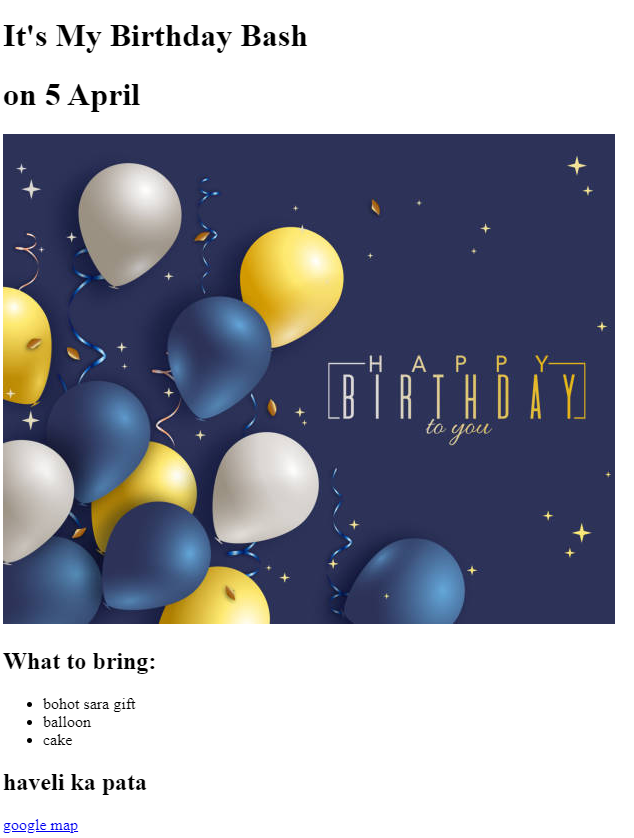 It's My Birthday Bash
on 5 April
HAPPY
BIRTHDAY
to you
What to bring:
bohot sara gift
balloon
cake
haveli ka pata
google map